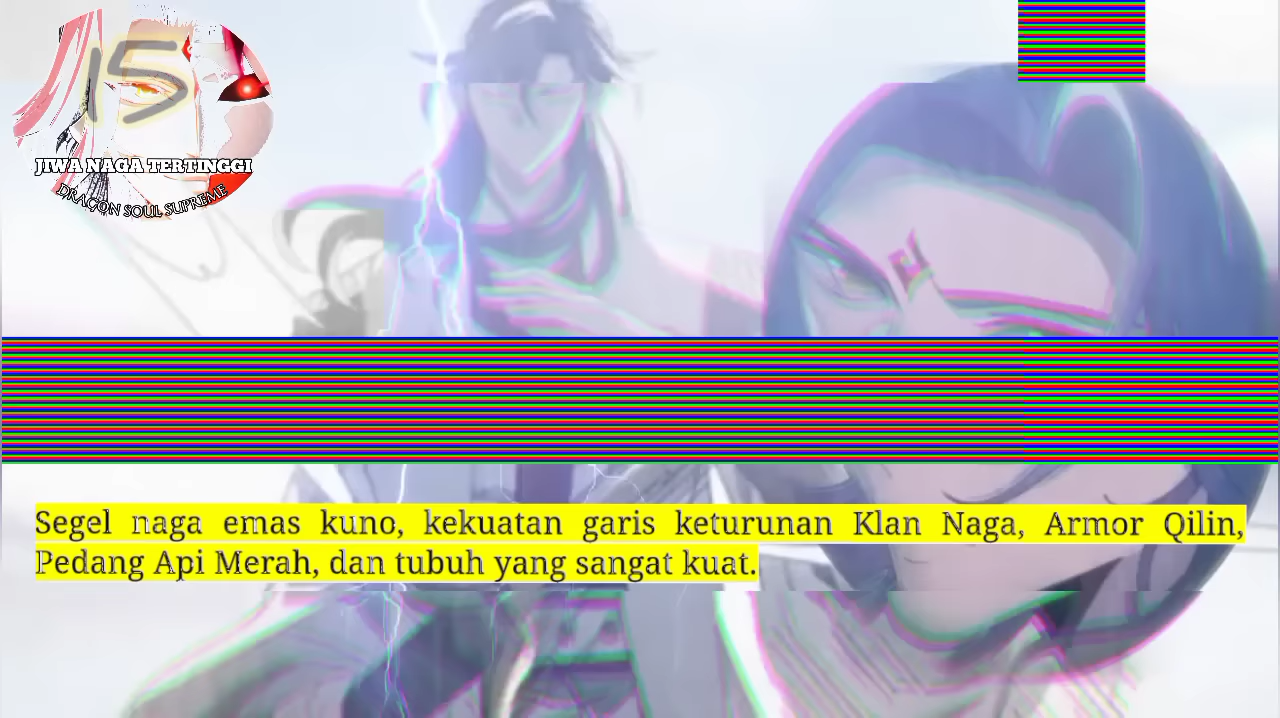 15
JIWA NAGA TERTINGGI
DRAGON SOUL SUPREME
Segel naga emas kuno, kekuatan garis keturunan Klan Naga, Armor Qilin,
Pedang Api Merah, dan tubuh yang sangat kuat.